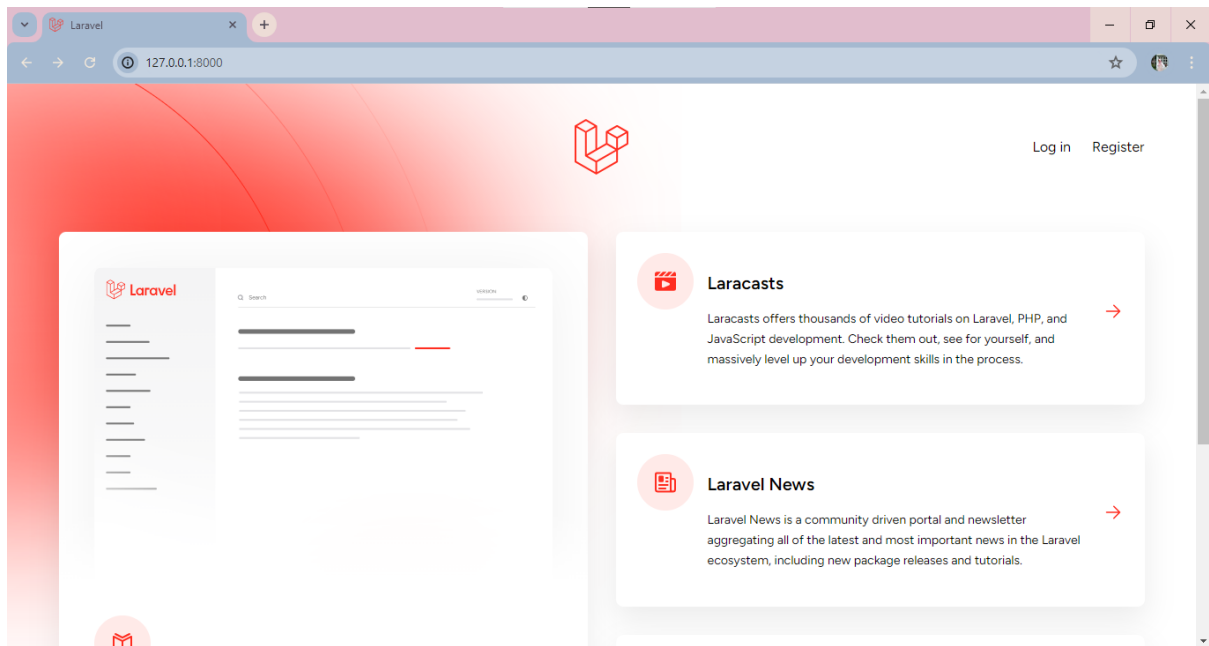 Laravel
127.0.0.1:8000
Log in Register
Laravel
Search
VERSION
Laracasts
Laracasts offers thousands of video tutorials on Laravel, PHP, and
JavaScript development. Check them out, see for yourself, and
massively level up your development skills in the process.
Laravel News
Laravel News is a community driven portal and newsletter
aggregating all of the latest and most important news in the Laravel
ecosystem, including new package releases and tutorials.